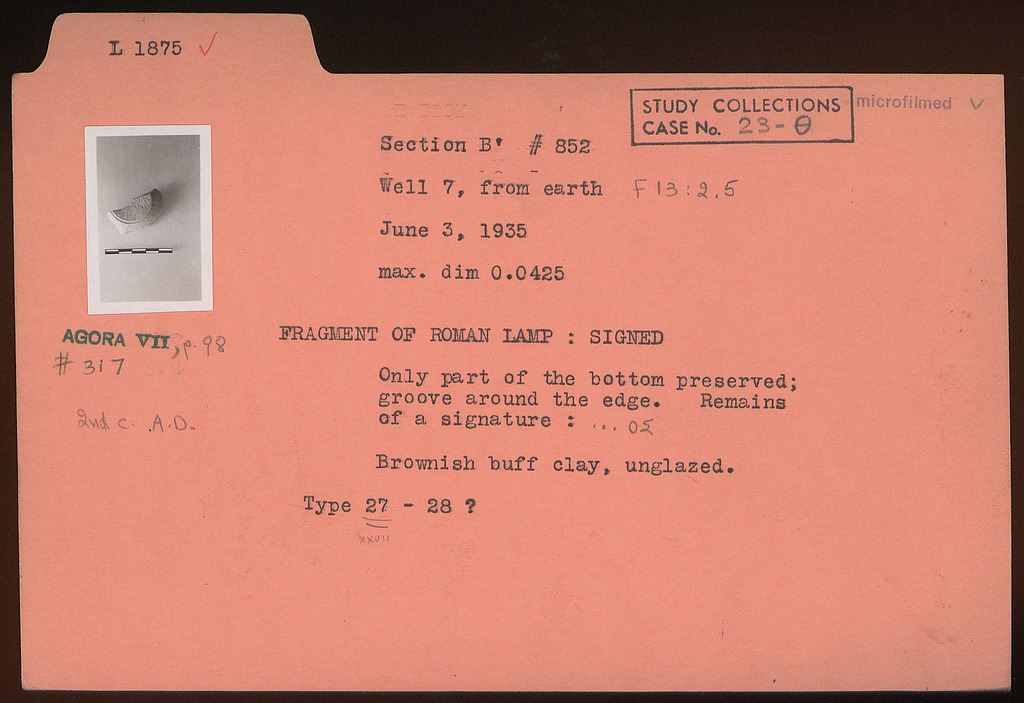 L 1875 ✓
STUDY COLLECTIONS
CASE No. 23-Θ
microfilmed ✓
Section B' # 852
Well 7, from earth F 13 : 2.5
June 3, 1935
max. dim 0.0425
AGORA VII, p. 98
# 317
2nd c. A.D.
FRAGMENT OF ROMAN LAMP : SIGNED
Only part of the bottom preserved;
groove around the edge. Remains
of a signature : ... ΟΣ
Brownish buff clay, unglazed.
Type 27 - 28 ?
XXVII